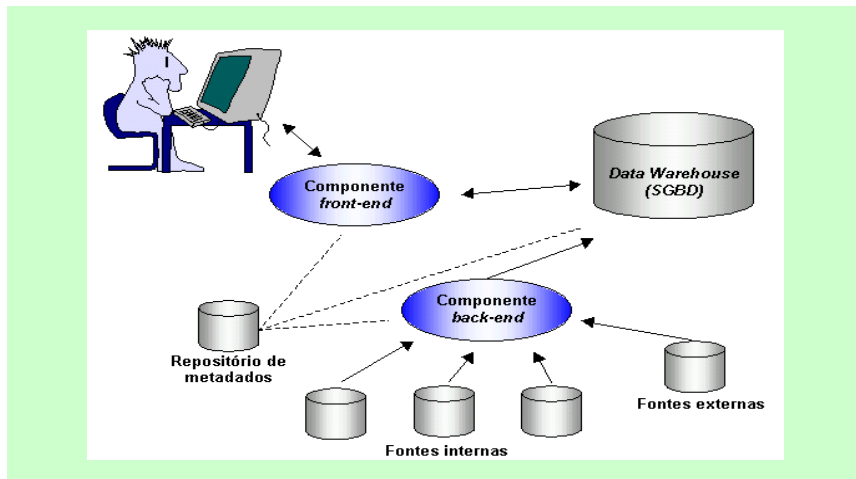 Componente
front-end
Data Warehouse
(SGBD)
Componente
back-end
Repositório de
metadados
Fontes externas
Fontes internas